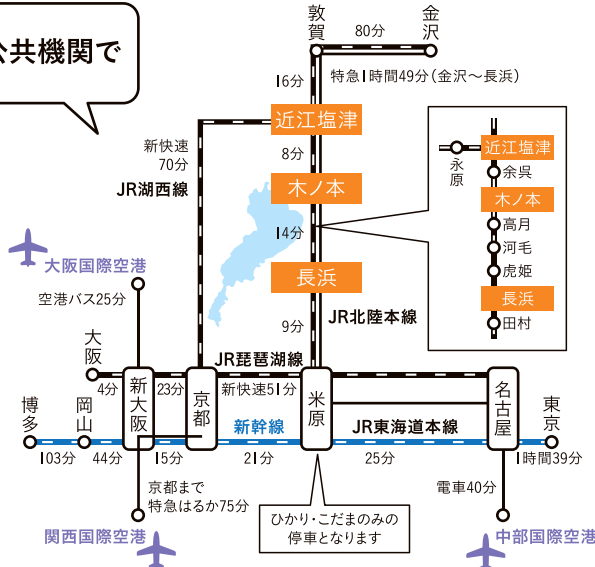 公共機関で
敦賀
80分
金沢
特急1時間49分(金沢〜長浜)
16分
近江塩津
新快速
70分
JR湖西線
8分
木ノ本
14分
長浜
9分
JR北陸本線
近江塩津
永原
余呉
木ノ本
高月
河毛
虎姫
長浜
田村
大阪国際空港
空港バス25分
大阪
JR琵琶湖線
4分
新大阪
23分
京都
新快速51分
米原
名古屋
博多
岡山
新幹線
JR東海道本線
東京
103分
44分
15分
21分
25分
1時間39分
京都まで
特急はるか75分
関西国際空港
ひかり・こだまのみの
停車となります
電車40分
中部国際空港